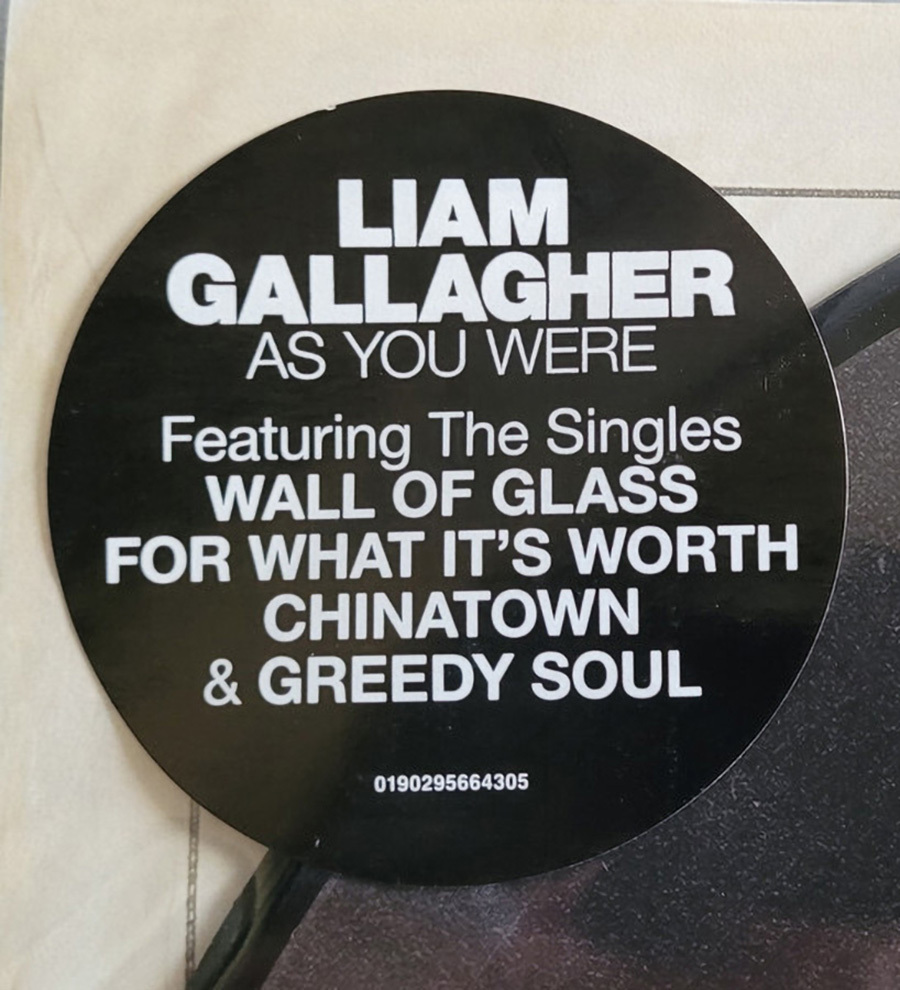 LIAM
GALLAGHER
AS YOU WERE
Featuring The Singles
WALL OF GLASS
FOR WHAT IT'S WORTH
CHINATOWN
& GREEDY SOUL
0190295664305